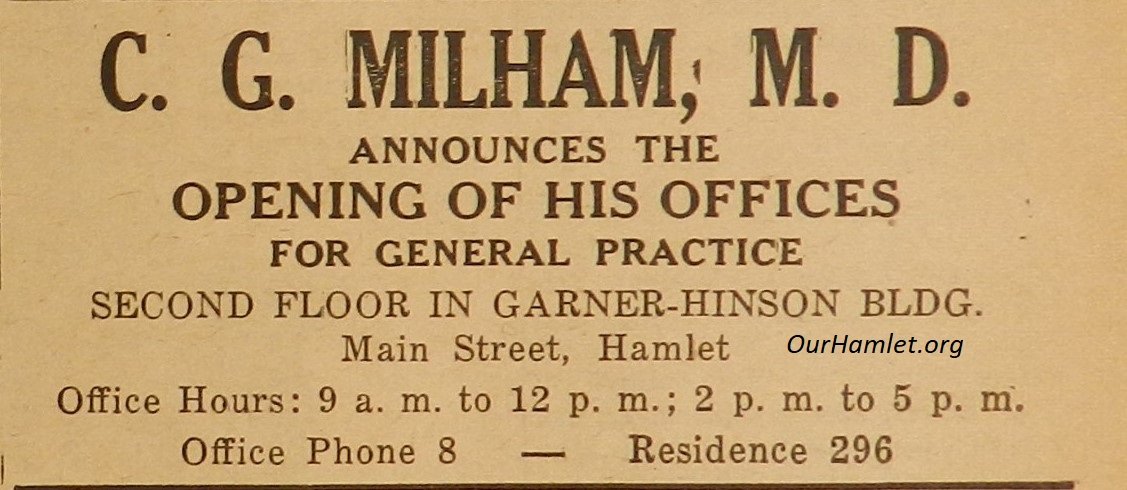 C. G. MILHAM, M. D.
ANNOUNCES THE
OPENING OF HIS OFFICES
FOR GENERAL PRACTICE
SECOND FLOOR IN GARNER-HINSON BLDG.
Main Street, Hamlet OurHamlet.org
Office Hours: 9 a. m. to 12 p. m.; 2 p. m. to 5 p. m.
Office Phone 8 — Residence 296